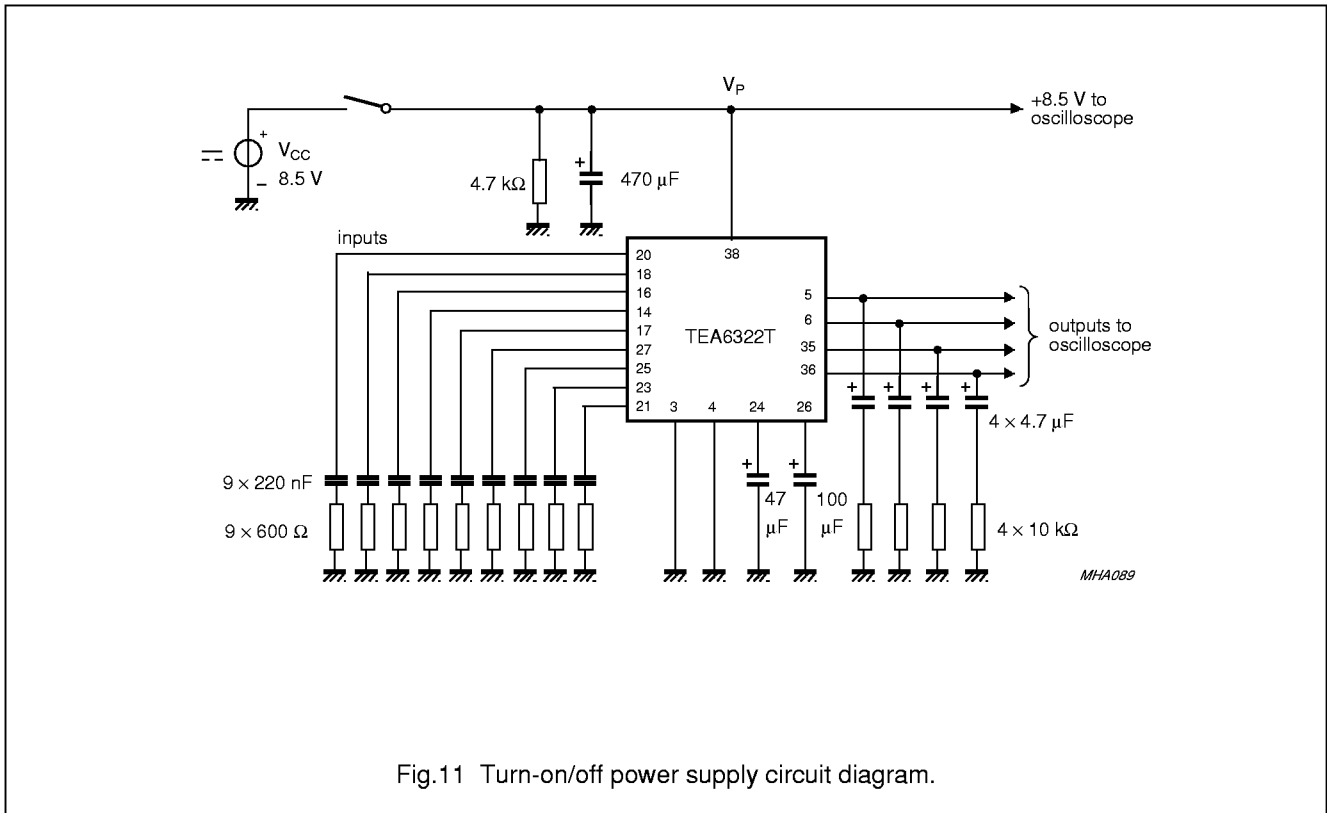 V_P
+8.5 V to
oscilloscope
+
V_CC
8.5 V
−
4.7 kΩ
+
470 μF
inputs
20
18
16
14
17
27
25
23
21
38
TEA6322T
5
6
35
36
3
4
24
26
outputs to
oscilloscope
+
+
+
+
4 × 4.7 μF
+
47
μF
+
100
μF
9 × 220 nF
9 × 600 Ω
4 × 10 kΩ
MHA089
Fig.11 Turn-on/off power supply circuit diagram.